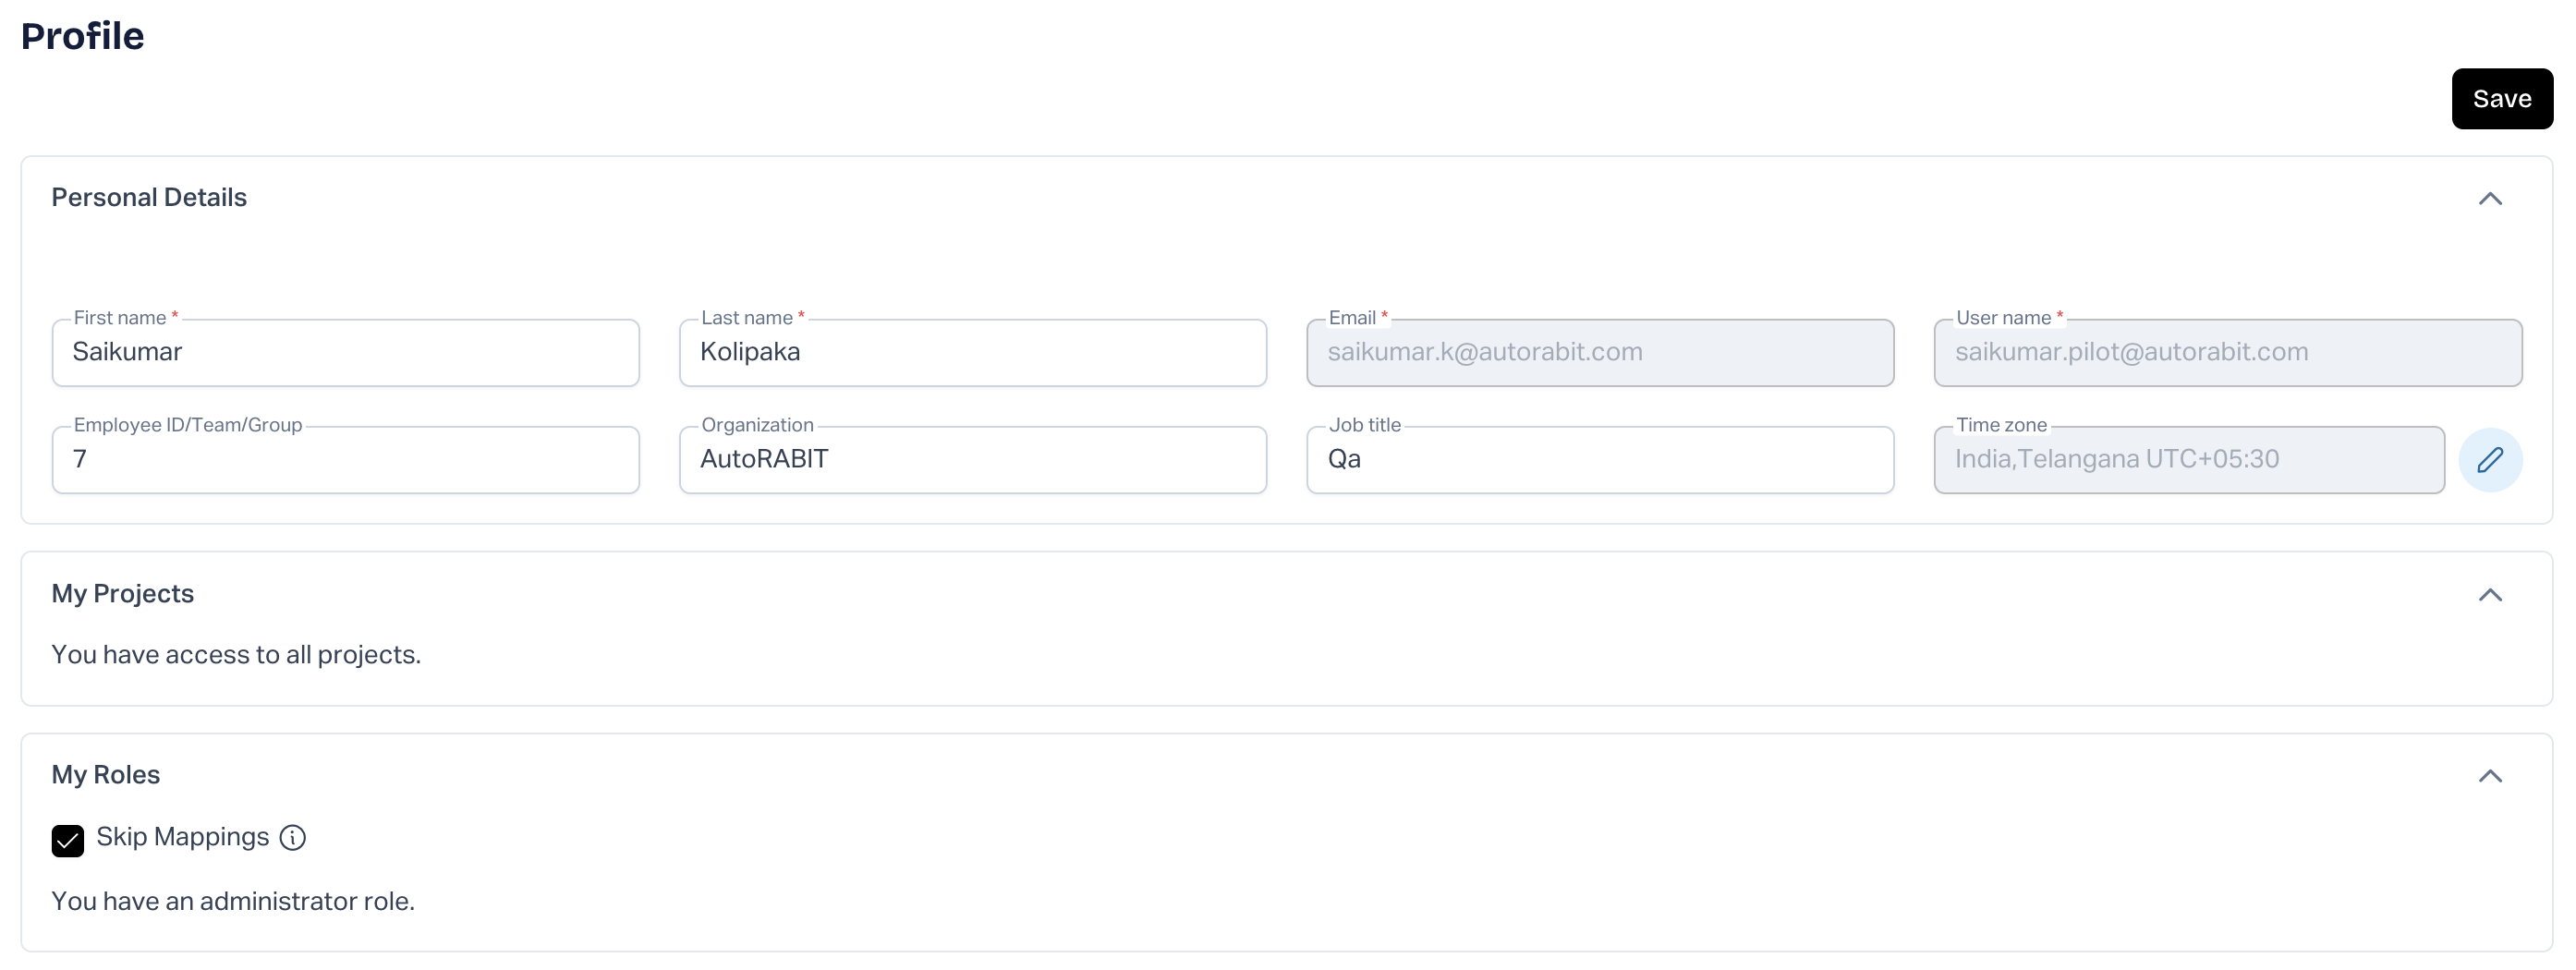 Profile
Save
Personal Details
First name * Last name * Email * User name *
Saikumar Kolipaka saikumar.k@autorabit.com saikumar.pilot@autorabit.com
Employee ID/Team/Group Organization Job title Time zone
7 AutoRABIT Qa India,Telangana UTC+05:30
My Projects
You have access to all projects.
My Roles
Skip Mappings
You have an administrator role.